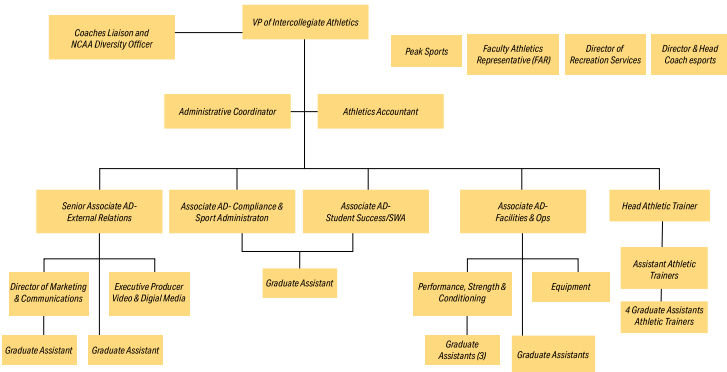 VP of Intercollegiate Athletics
Coaches Liaison and
NCAA Diversity Officer
Peak Sports
Faculty Athletics
Representative (FAR)
Director of
Recreation Services
Director & Head
Coach esports
Administrative Coordinator
Athletics Accountant
Senior Associate AD-
External Relations
Associate AD- Compliance &
Sport Administraton
Associate AD-
Student Success/SWA
Associate AD-
Facilities & Ops
Head Athletic Trainer
Director of Marketing
& Communications
Executive Producer
Video & Digial Media
Graduate Assistant
Performance, Strength &
Conditioning
Equipment
Assistant Athletic
Trainers
4 Graduate Assistants
Athletic Trainers
Graduate Assistant
Graduate Assistant
Graduate
Assistants (3)
Graduate Assistants